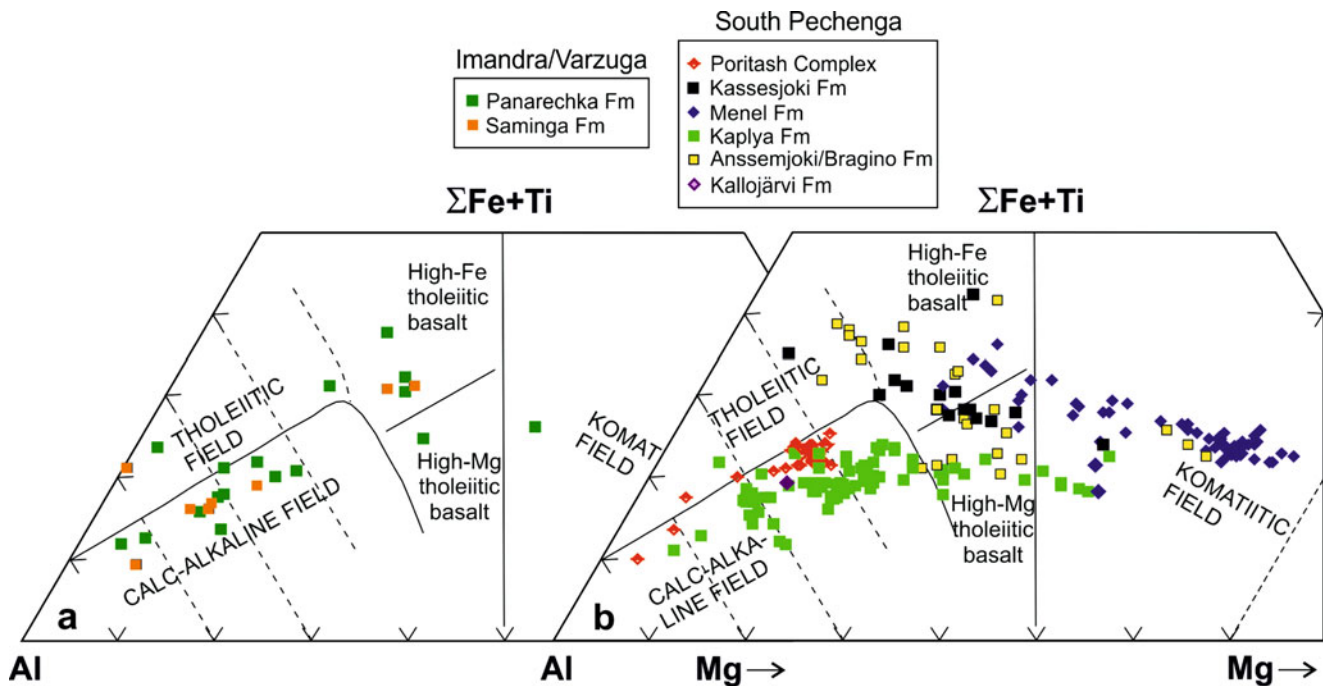 South Pechenga
Imandra/Varzuga
Panarechka Fm
Saminga Fm
Poritash Complex
Kassesjoki Fm
Menel Fm
Kaplya Fm
Anssemjoki/Bragino Fm
Kallojärvi Fm
ΣFe+Ti
ΣFe+Ti
High-Fe
tholeiitic
basalt
THOLEIITIC
FIELD
CALC-ALKALINE FIELD
High-Mg
tholeiitic
basalt
KOMAT
FIELD
a
High-Fe
tholeiitic
basalt
THOLEIITIC
FIELD
CALC-ALKA-
LINE FIELD
High-Mg
tholeiitic
basalt
KOMATIITIC
FIELD
b
Al
Al
Mg→
Mg→